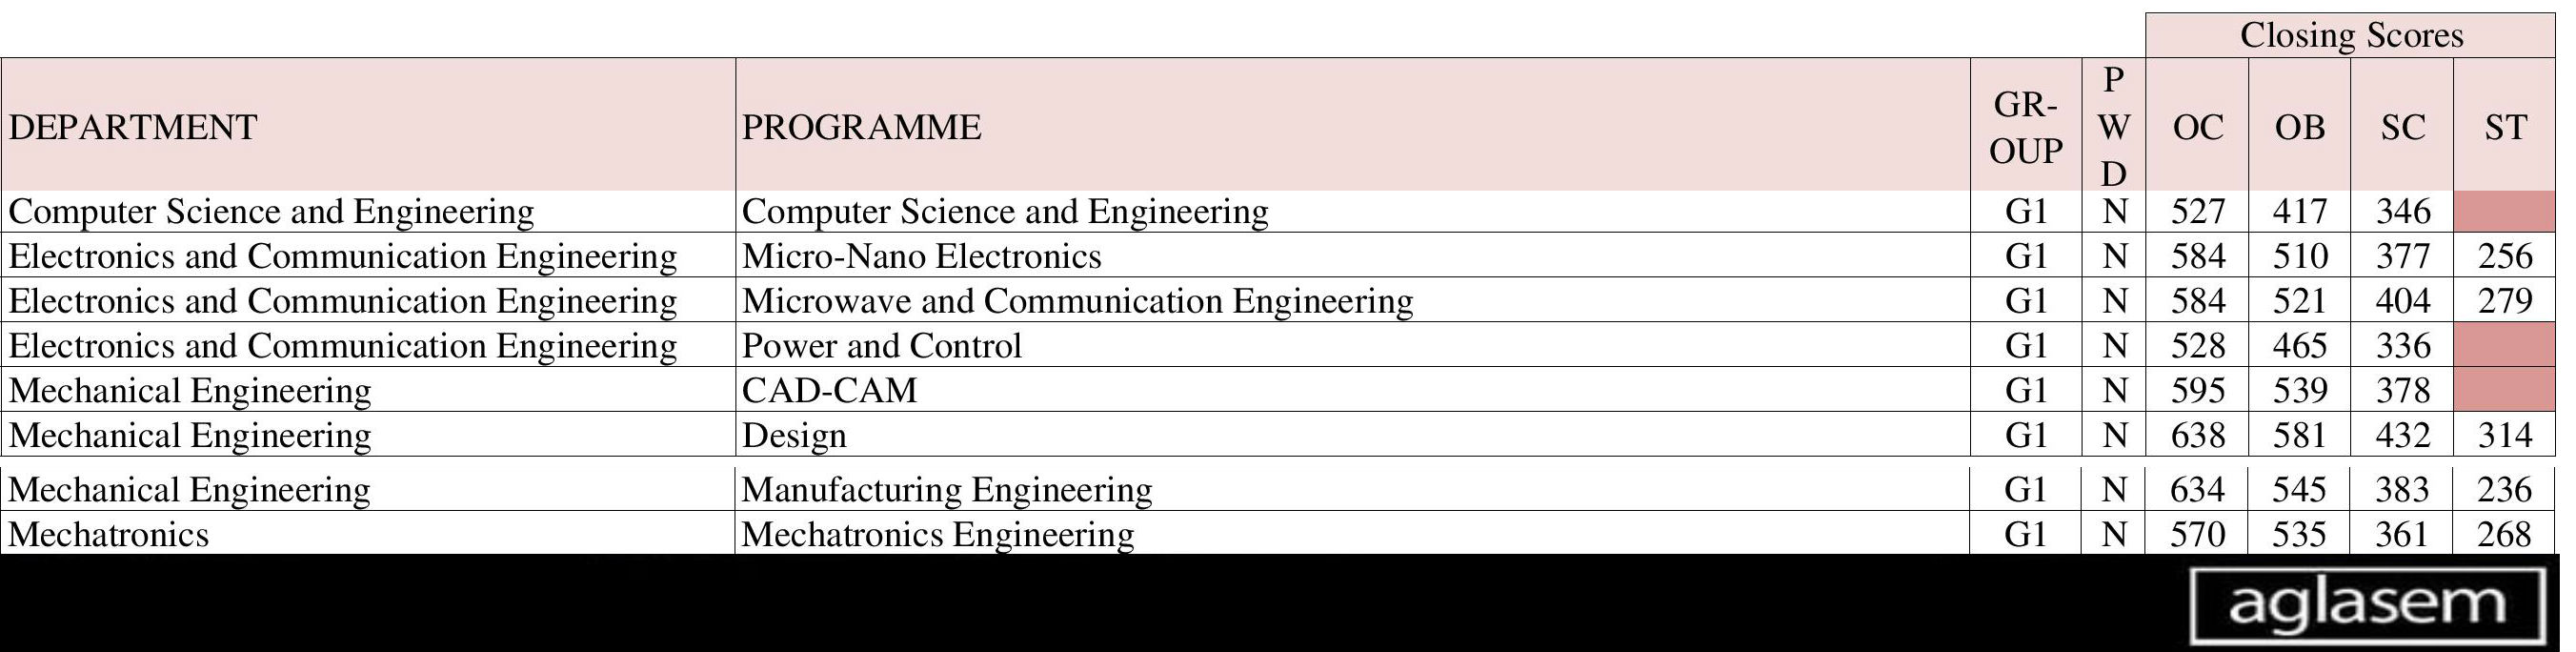 Closing Scores
DEPARTMENT PROGRAMME GR-OUP P W D OC OB SC ST
Computer Science and Engineering Computer Science and Engineering G1 N 527 417 346
Electronics and Communication Engineering Micro-Nano Electronics G1 N 584 510 377 256
Electronics and Communication Engineering Microwave and Communication Engineering G1 N 584 521 404 279
Electronics and Communication Engineering Power and Control G1 N 528 465 336
Mechanical Engineering CAD-CAM G1 N 595 539 378
Mechanical Engineering Design G1 N 638 581 432 314
Mechanical Engineering Manufacturing Engineering G1 N 634 545 383 236
Mechatronics Mechatronics Engineering G1 N 570 535 361 268
aglasem